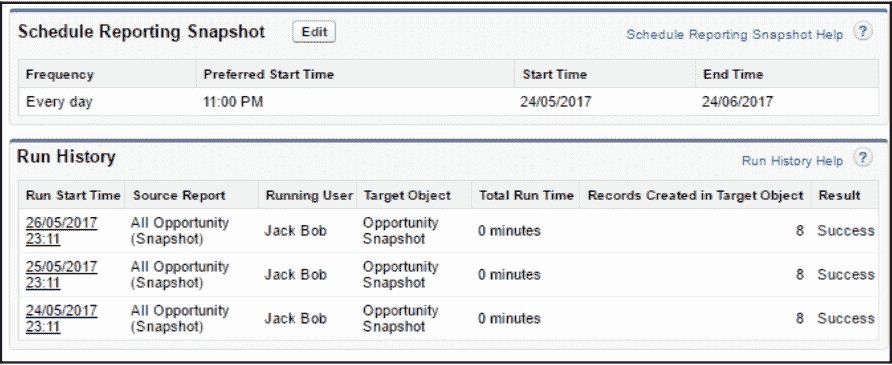 Schedule Reporting Snapshot Edit Schedule Reporting Snapshot Help ?
Frequency Preferred Start Time Start Time End Time
Every day 11:00 PM 24/05/2017 24/06/2017
Run History Run History Help ?
Run Start Time Source Report Running User Target Object Total Run Time Records Created in Target Object Result
26/05/2017 All Opportunity Opportunity
23:11 (Snapshot) Jack Bob Snapshot 0 minutes 8 Success
25/05/2017 All Opportunity Opportunity
23:11 (Snapshot) Jack Bob Snapshot 0 minutes 8 Success
24/05/2017 All Opportunity Opportunity
23:11 (Snapshot) Jack Bob Snapshot 0 minutes 8 Success